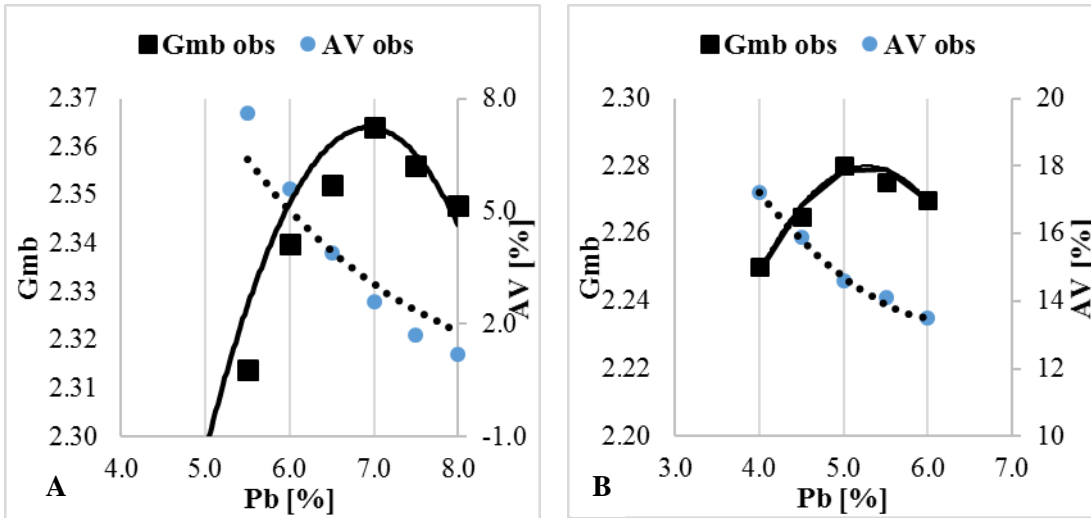 Gmb obs AV obs
Gmb
2.37
2.36
2.35
2.34
2.33
2.32
2.31
2.30
8.0
5.0
2.0
-1.0
AV [%]
4.0 5.0 6.0 7.0 8.0
A
Pb [%]
Gmb obs AV obs
Gmb
2.30
2.28
2.26
2.24
2.22
2.20
20
18
16
14
12
10
AV [%]
3.0 4.0 5.0 6.0 7.0
B
Pb [%]